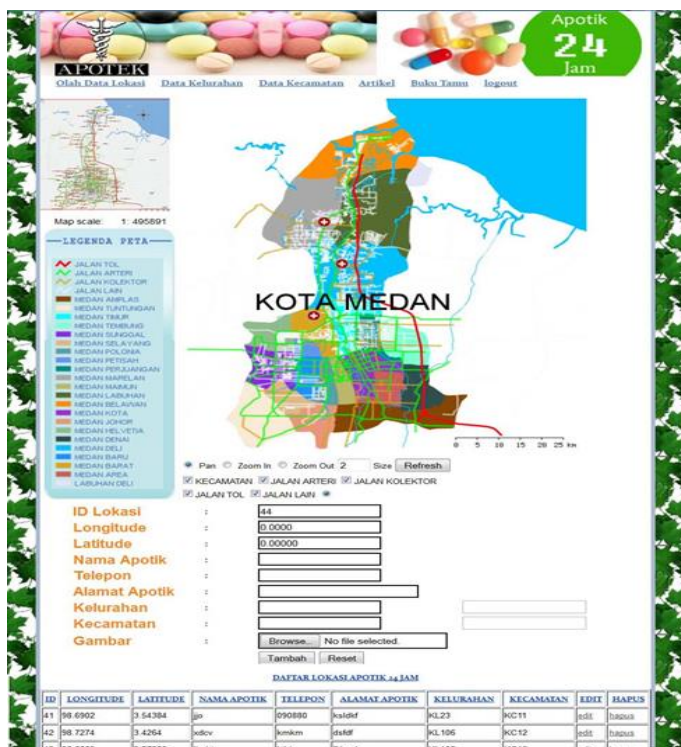 Apotik
24
Jam
APOTEK
Olah Data Lokasi Data Kelurahan Data Kecamatan Artikel Buku Tamu logout
Map scale: 1: 495891
LEGENDA PETA
JALAN TOL
JALAN ARTERI
JALAN KOLEKTOR
JALAN LAIN
MEDAN AMPLAS
MEDAN TUNTUNGAN
MEDAN TIMUR
MEDAN TEMBUNG
MEDAN SUNGGAL
MEDAN SELAYANG
MEDAN POLONIA
MEDAN PETISAH
MEDAN PERJUANGAN
MEDAN MARELAN
MEDAN MAIMUN
MEDAN LABUHAN
MEDAN BELAWAN
MEDAN KOTA
MEDAN JOHOR
MEDAN HELVETIA
MEDAN DENAI
MEDAN DELI
MEDAN BARU
MEDAN BARAT
MEDAN AREA
LABUHAN DELI
KOTA MEDAN
0 5 10 15 20 25 km
Pan Zoom In Zoom Out 2 Size Refresh
KECAMATAN JALAN ARTERI JALAN KOLEKTOR
JALAN TOL JALAN LAIN
ID Lokasi : 44
Longitude : 0.0000
Latitude : 0.00000
Nama Apotik :
Telepon :
Alamat Apotik :
Kelurahan :
Kecamatan :
Gambar : Browse... No file selected.
Tambah Reset
DAFTAR LOKASI APOTIK 24 JAM
ID LONGITUDE LATITUDE NAMA APOTIK TELEPON ALAMAT APOTIK KELURAHAN KECAMATAN EDIT HAPUS
41 98.6902 3.54384 jjo 090880 ksldkf KL23 KC11 edit hapus
42 98.7274 3.4264 xdcv kmkm dsfdf KL106 KC12 edit hapus